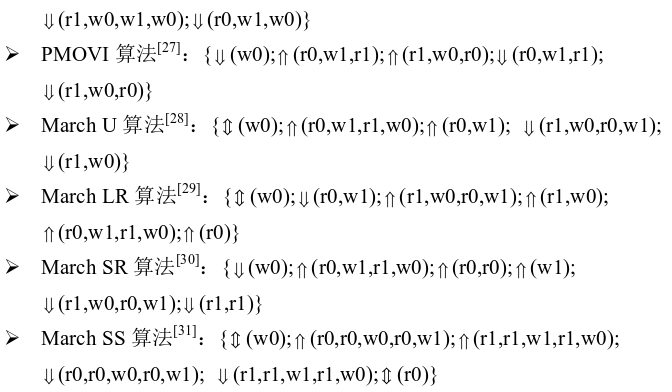 ⇓(r1,w0,w1,w0);⇓(r0,w1,w0)}
➢ PMOVI 算法[27]：{⇓(w0);⇑(r0,w1,r1);⇑(r1,w0,r0);⇓(r0,w1,r1);
⇓(r1,w0,r0)}
➢ March U 算法[28]：{⇕(w0);⇑(r0,w1,r1,w0);⇑(r0,w1); ⇓(r1,w0,r0,w1);
⇓(r1,w0)}
➢ March LR 算法[29]：{⇕(w0);⇓(r0,w1);⇑(r1,w0,r0,w1);⇑(r1,w0);
⇑(r0,w1,r1,w0);⇑(r0)}
➢ March SR 算法[30]：{⇓(w0);⇑(r0,w1,r1,w0);⇑(r0,r0);⇑(w1);
⇓(r1,w0,r0,w1);⇓(r1,r1)}
➢ March SS 算法[31]：{⇕(w0);⇑(r0,r0,w0,r0,w1);⇑(r1,r1,w1,r1,w0);
⇓(r0,r0,w0,r0,w1); ⇓(r1,r1,w1,r1,w0);⇕(r0)}